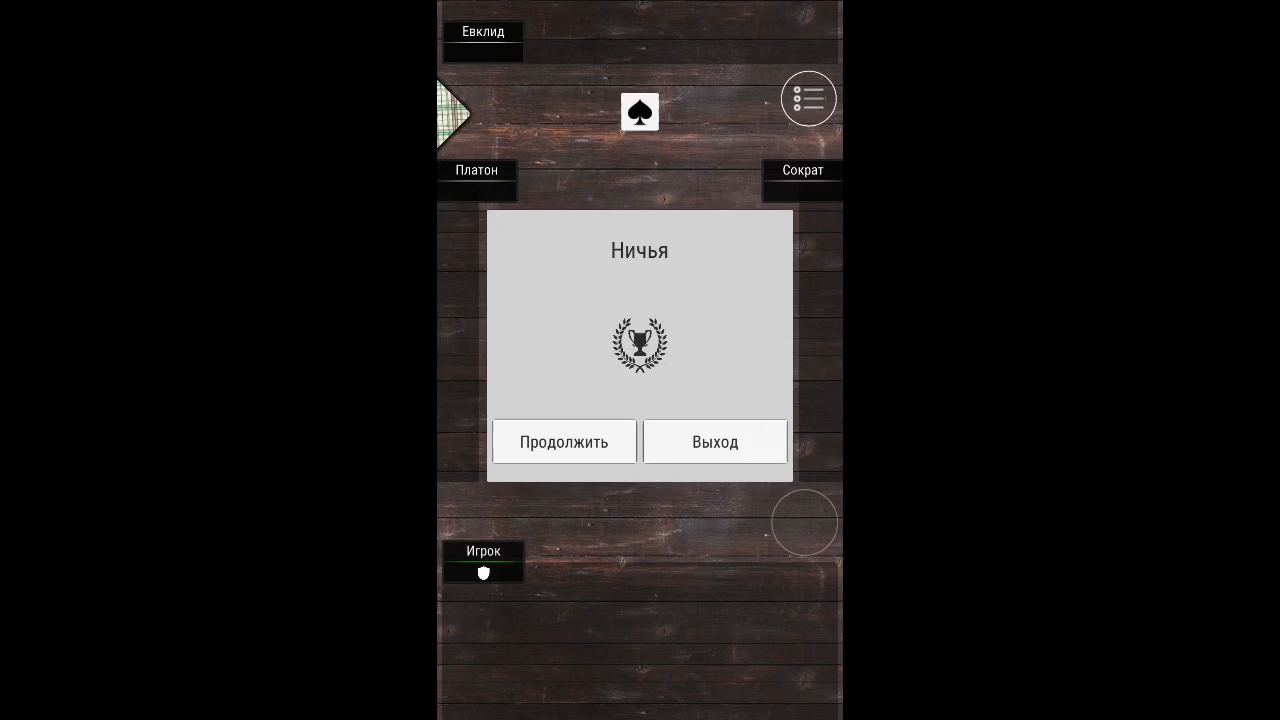 Евклид
Платон
Сократ
Ничья
Продолжить
Выход
Игрок